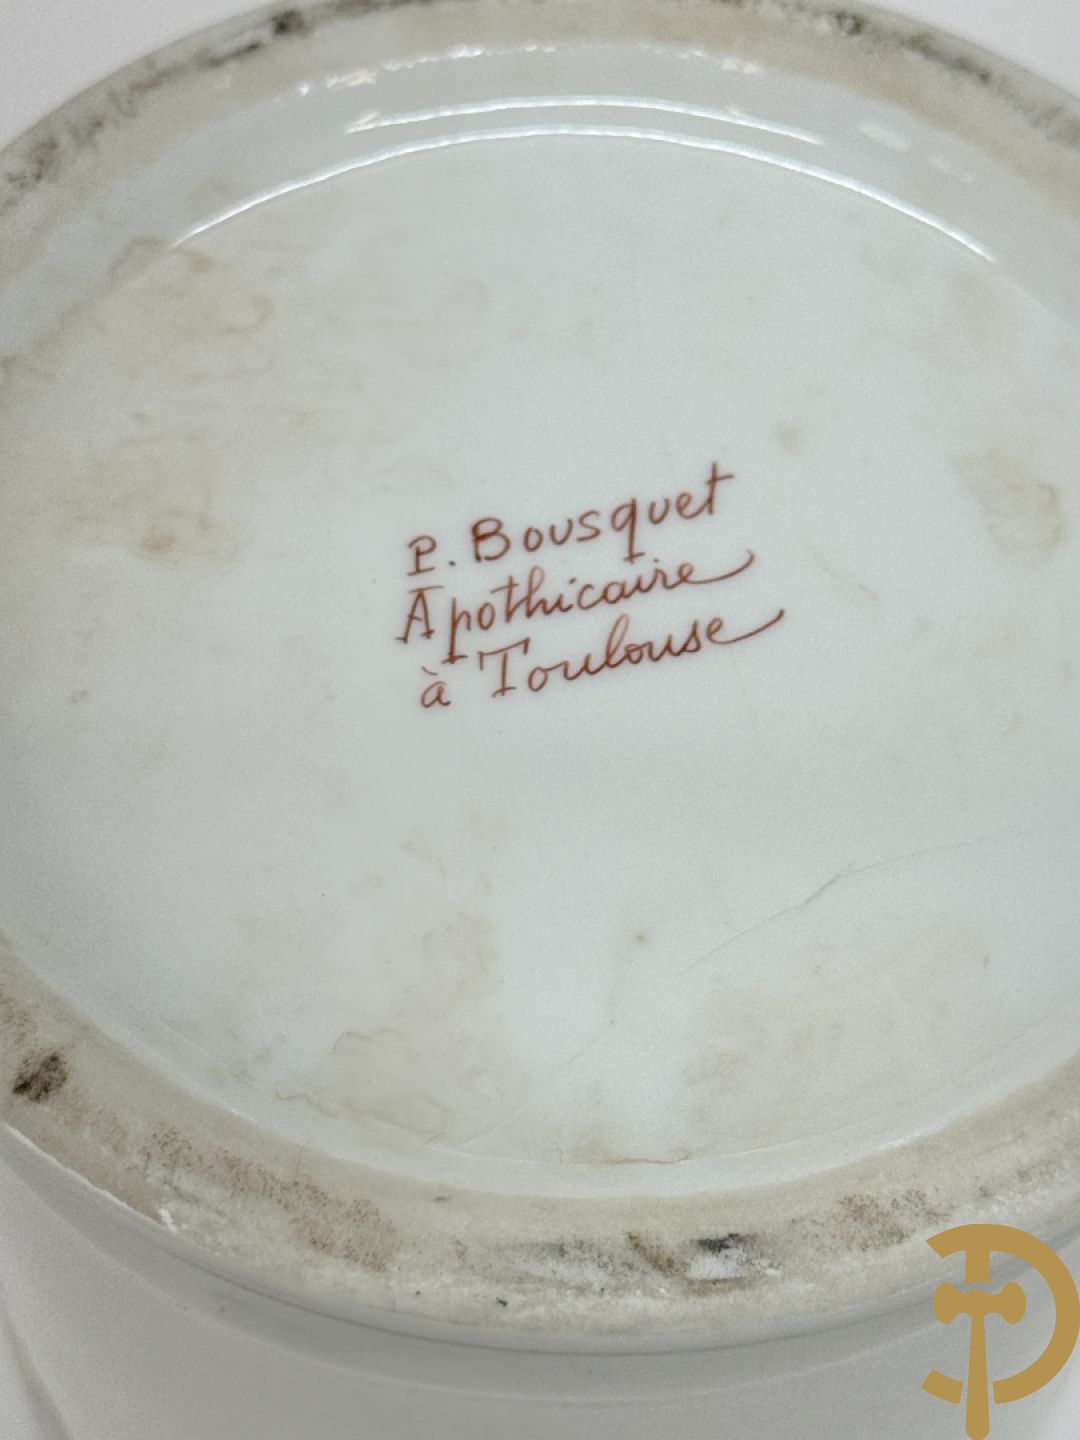 P. Bousquet
Apothicaire
à Toulouse